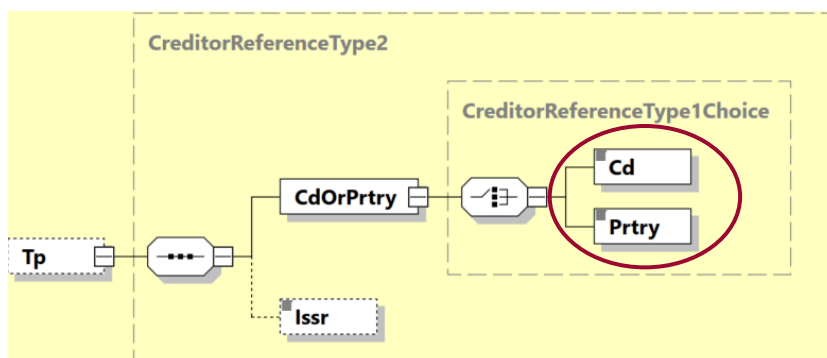 CreditorReferenceType2
CreditorReferenceType1Choice
Cd
CdOrPrtry
Prtry
Tp
Issr